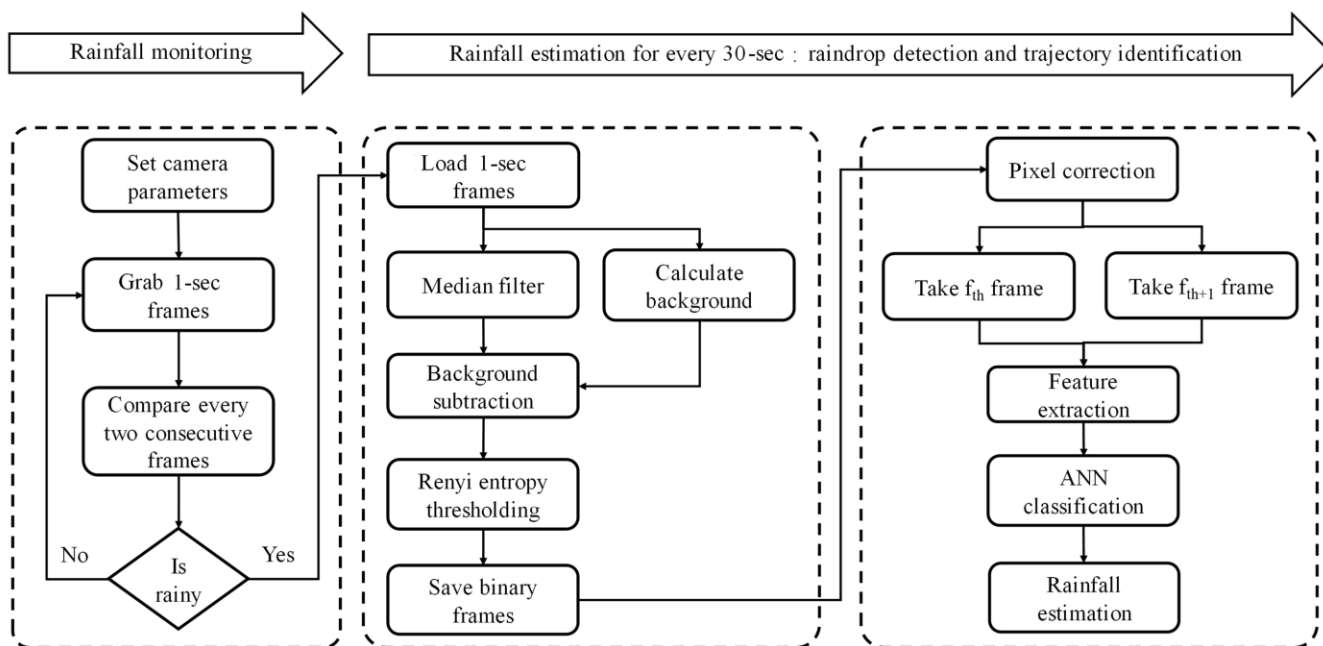 Rainfall monitoring
Rainfall estimation for every 30-sec : raindrop detection and trajectory identification
Set camera
parameters
Grab 1-sec
frames
Compare every
two consecutive
frames
No
Is
rainy
Yes
Load 1-sec
frames
Median filter
Calculate
background
Background
subtraction
Renyi entropy
thresholding
Save binary
frames
Pixel correction
Take fth frame
Take fth+1 frame
Feature
extraction
ANN
classification
Rainfall
estimation